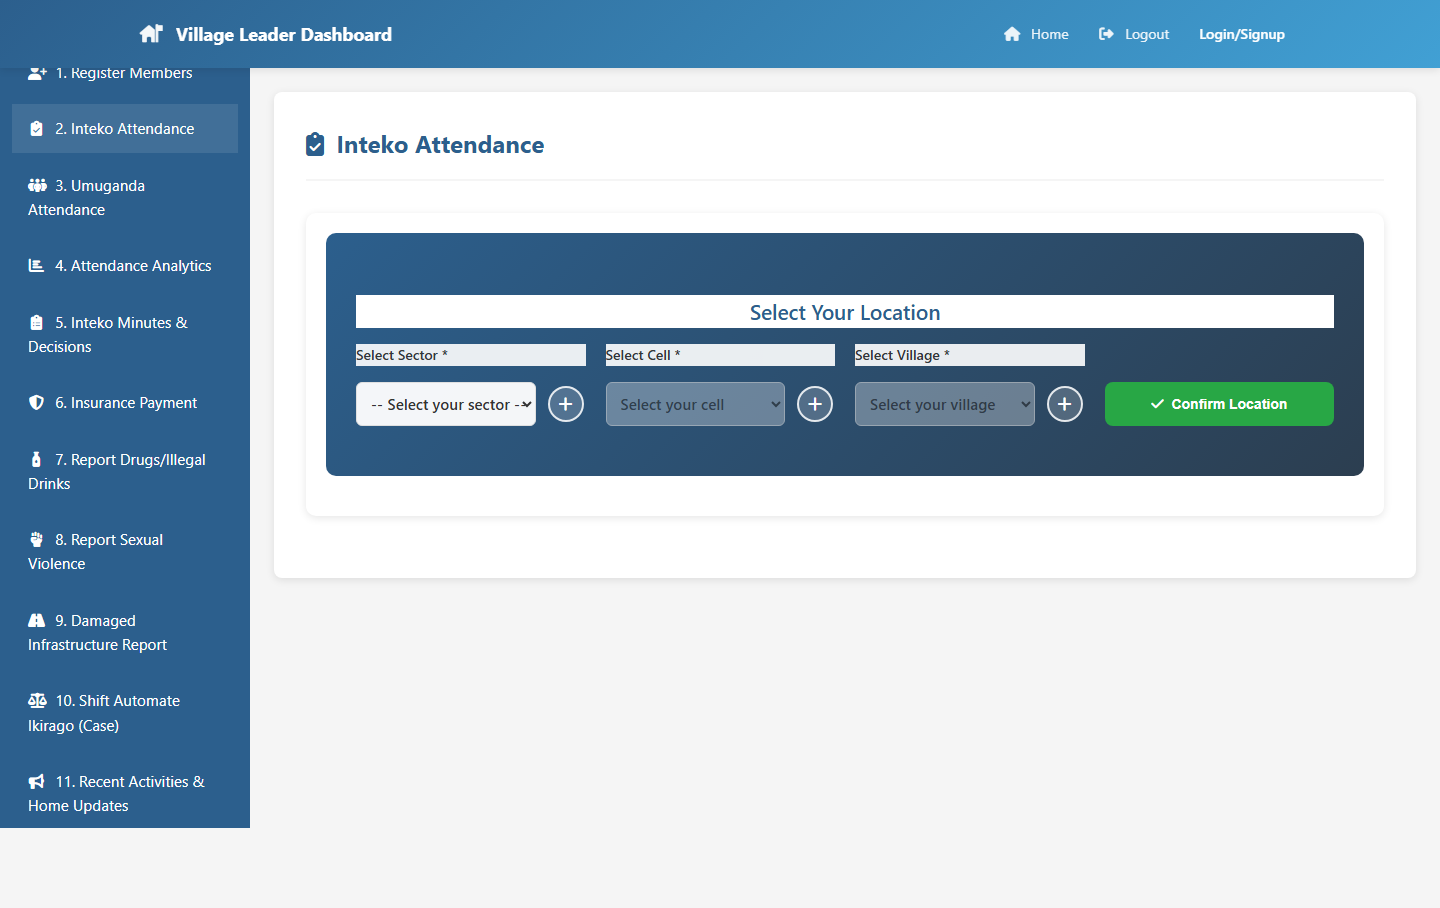 Village Leader Dashboard
Home
Logout
Login/Signup
1. Register Members
2. Inteko Attendance
3. Umuganda
Attendance
4. Attendance Analytics
5. Inteko Minutes &
Decisions
6. Insurance Payment
7. Report Drugs/Illegal
Drinks
8. Report Sexual
Violence
9. Damaged
Infrastructure Report
10. Shift Automate
Ikirago (Case)
11. Recent Activities &
Home Updates
Inteko Attendance
Select Your Location
Select Sector *
Select Cell *
Select Village *
-- Select your sector --
Select your cell
Select your village
Confirm Location